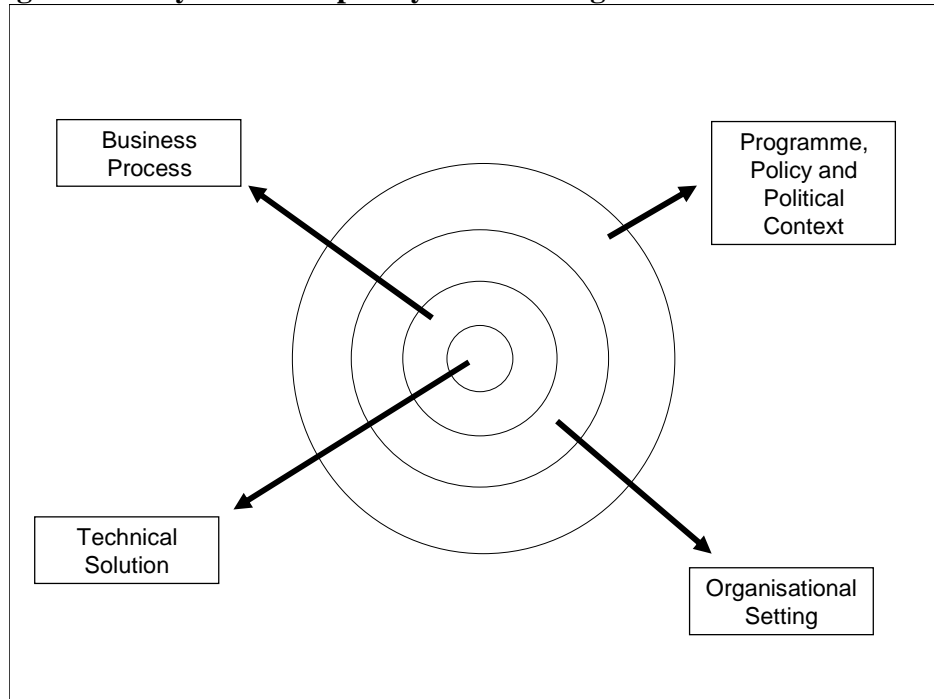 Business
Process
Programme,
Policy and
Political
Context
Technical
Solution
Organisational
Setting